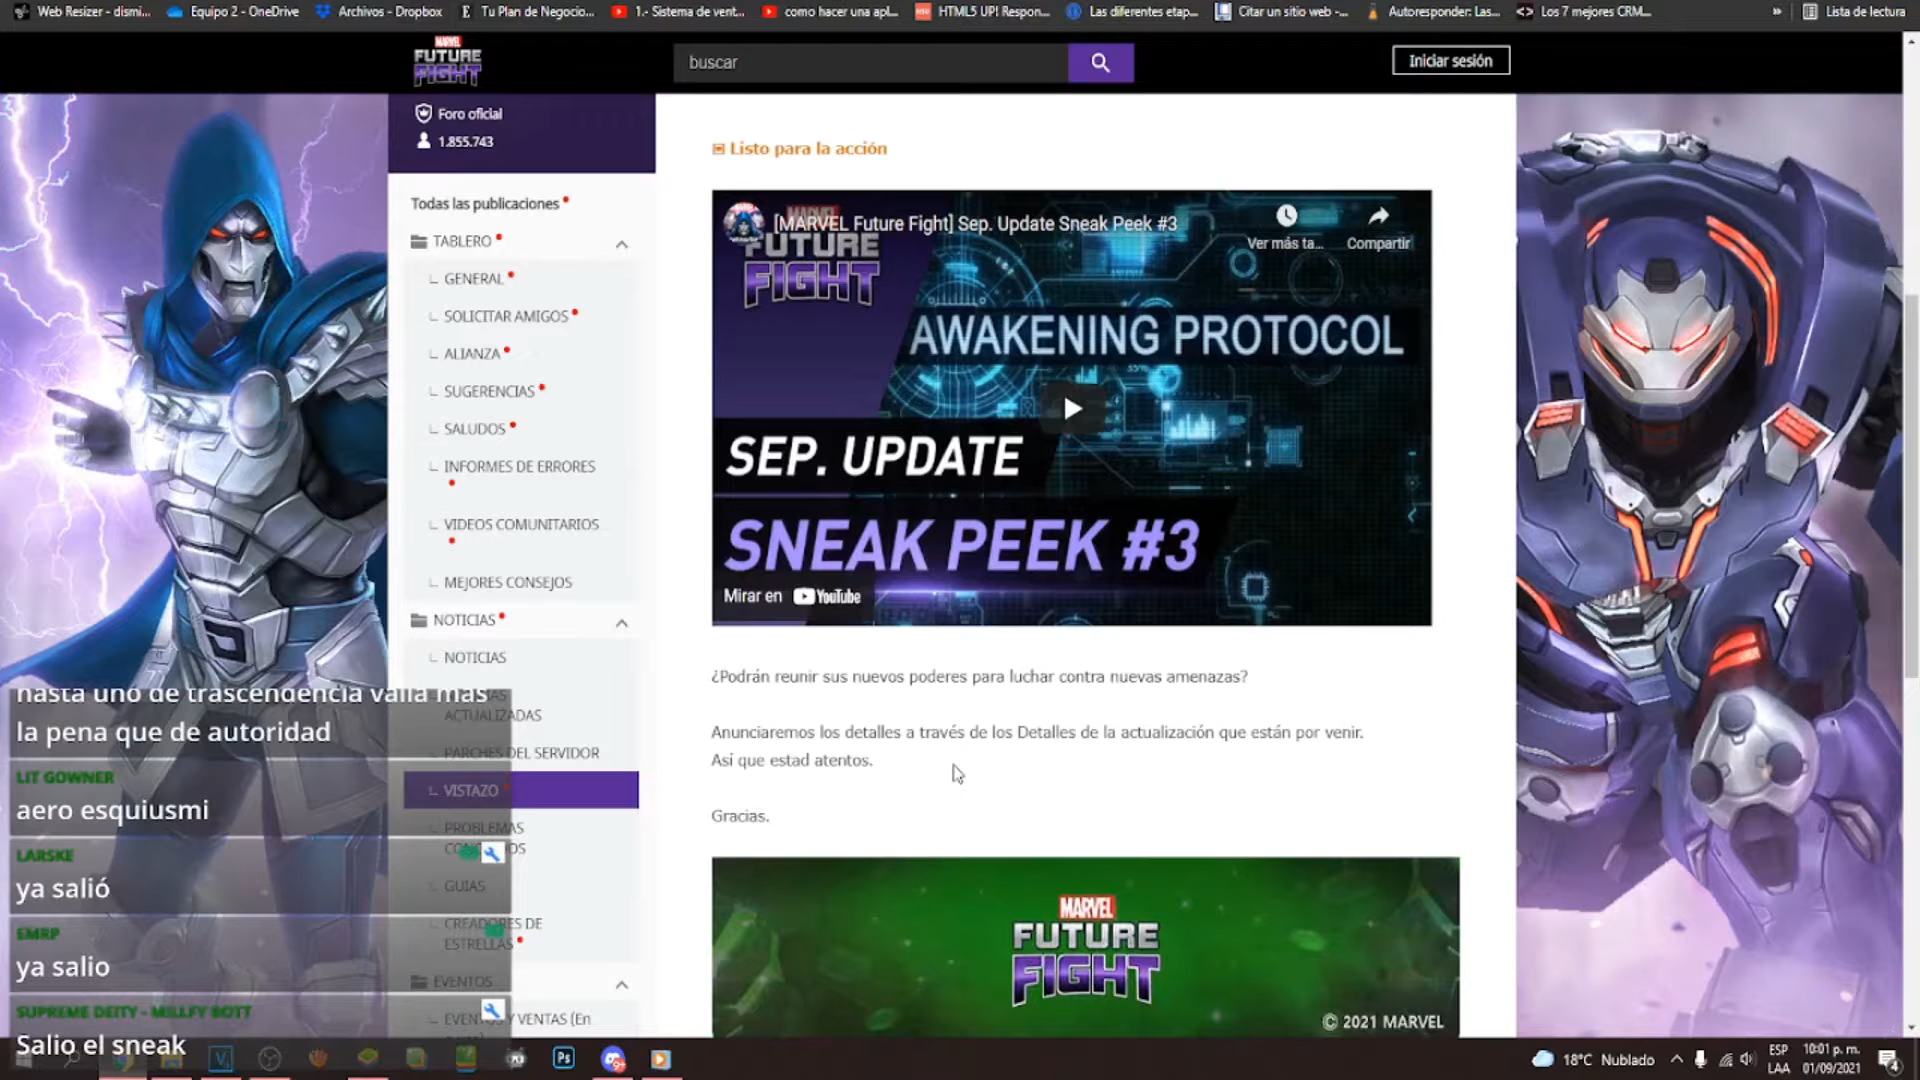 Web Resizer - dismi...
Equipo 2 - OneDrive
Archivos - Dropbox
Tu Plan de Negocio...
1.- Sistema de vent...
como hacer una apl...
HTML5 UP! Respon...
Las diferentes etap...
Citar un sitio web -...
Autoresponder: Las...
Los 7 mejores CRM...
»
Lista de lectura
MARVEL
FUTURE
FIGHT
buscar
Iniciar sesión
Foro oficial
1.855.743
Todas las publicaciones
TABLERO
GENERAL
SOLICITAR AMIGOS
ALIANZA
SUGERENCIAS
SALUDOS
INFORMES DE ERRORES
VIDEOS COMUNITARIOS
MEJORES CONSEJOS
NOTICIAS
NOTICIAS
ACTUALIZADAS
PARCHES DEL SERVIDOR
VISTAZO
PROBLEMAS
GUIAS
CREADORES DE
ESTRELLAS
EVENTOS
EVENTOS Y VENTAS (En
Listo para la acción
[MARVEL Future Fight] Sep. Update Sneak Peek #3
Ver más ta...
Compartir
FUTURE
FIGHT
AWAKENING PROTOCOL
SEP. UPDATE
SNEAK PEEK #3
Mirar en YouTube
¿Podrán reunir sus nuevos poderes para luchar contra nuevas amenazas?
Anunciaremos los detalles a través de los Detalles de la actualización que están por venir.
Así que estad atentos.
Gracias.
MARVEL
FUTURE
FIGHT
© 2021 MARVEL
hasta uno de trascendencia valía más
la pena que de autoridad
LIT GOWNER
aero esquiusmi
LARSKE
ya salió
EMRP
ya salio
SUPREME DEITY - MILLFY BOTT
Salio el sneak
Ps
18°C Nublado
ESP
LAA
10:01 p. m.
01/09/2021
4